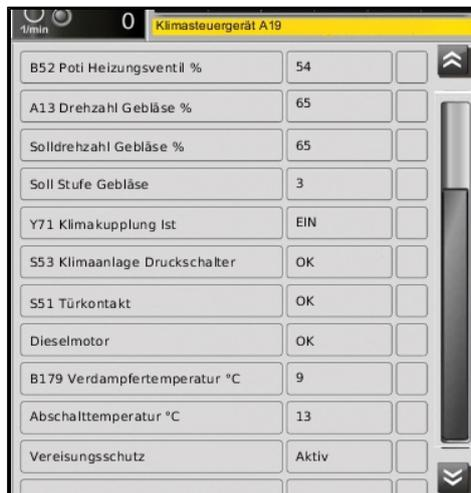 1/min
0
Klimasteuergerät A19
B52 Poti Heizungsventil % 54
A13 Drehzahl Gebläse % 65
Solldrehzahl Gebläse % 65
Soll Stufe Gebläse 3
Y71 Klimakupplung Ist EIN
S53 Klimaanlage Druckschalter OK
S51 Türkontakt OK
Dieselmotor OK
B179 Verdampfertemperatur °C 9
Abschalttemperatur °C 13
Vereisungsschutz Aktiv